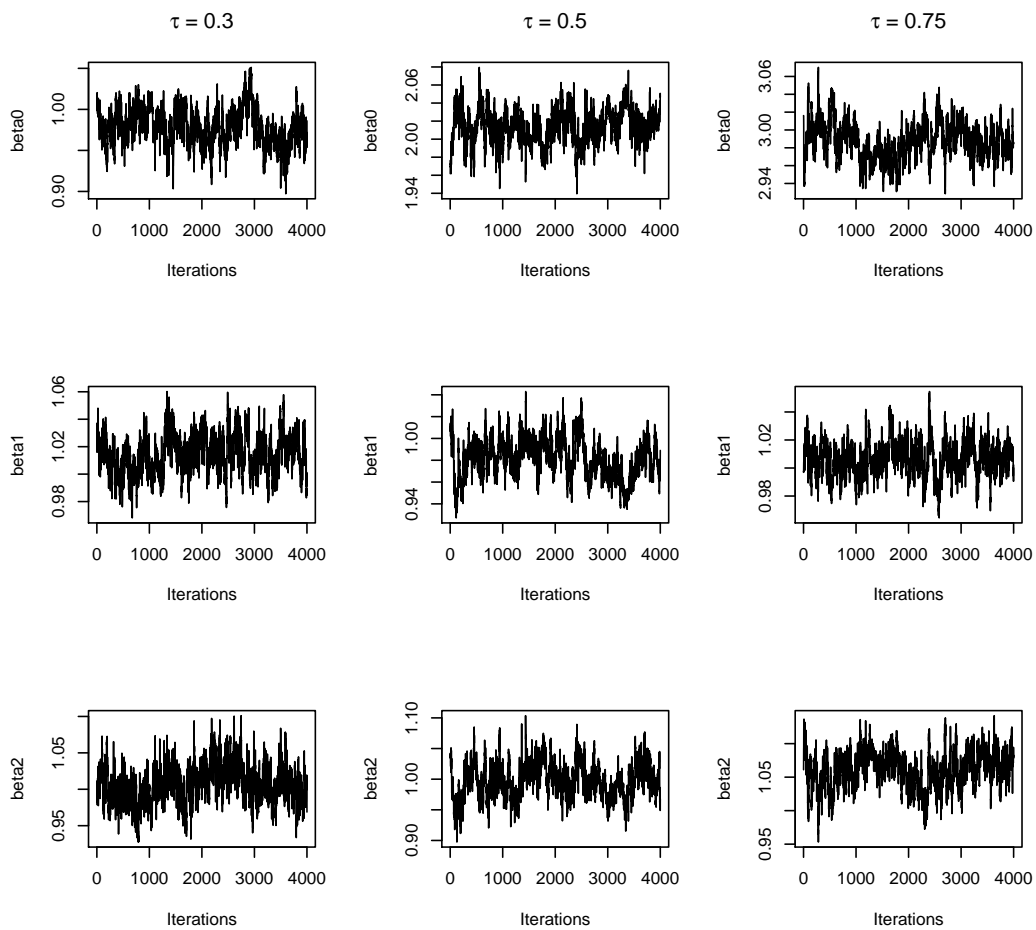 τ = 0.3 τ = 0.5 τ = 0.75
beta0 0.90 1.00 beta0 1.94 2.00 2.06 beta0 2.94 3.00 3.06
0 1000 2000 3000 4000 0 1000 2000 3000 4000 0 1000 2000 3000 4000
Iterations Iterations Iterations
beta1 0.98 1.02 1.06 beta1 0.94 1.00 beta1 0.98 1.02
0 1000 2000 3000 4000 0 1000 2000 3000 4000 0 1000 2000 3000 4000
Iterations Iterations Iterations
beta2 0.95 1.05 beta2 0.90 1.00 1.10 beta2 0.95 1.05
0 1000 2000 3000 4000 0 1000 2000 3000 4000 0 1000 2000 3000 4000
Iterations Iterations Iterations